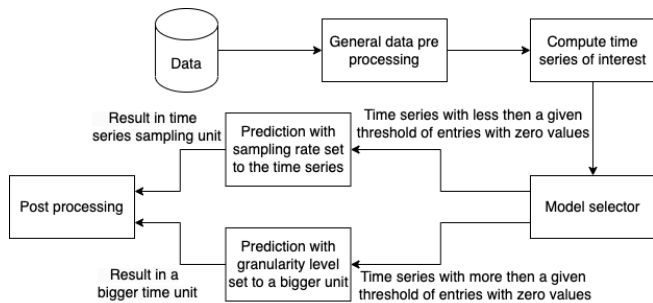 Data
General data pre
processing
Compute time
series of interest
Result in time
series sampling unit
Prediction with
sampling rate set
to the time series
Time series with less then a given
threshold of entries with zero values
Post processing
Model selector
Prediction with
granularity level
set to a bigger unit
Result in a
bigger time unit
Time series with more then a given
threshold of entries with zero values